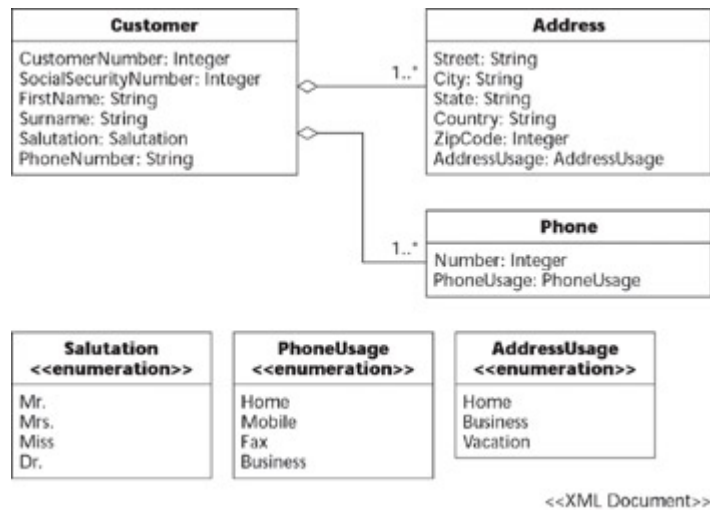 Customer
CustomerNumber: Integer
SocialSecurityNumber: Integer
FirstName: String
Surname: String
Salutation: Salutation
PhoneNumber: String
1..*
Address
Street: String
City: String
State: String
Country: String
ZipCode: Integer
AddressUsage: AddressUsage
1..*
Phone
Number: Integer
PhoneUsage: PhoneUsage
Salutation
<<enumeration>>
Mr.
Mrs.
Miss
Dr.
PhoneUsage
<<enumeration>>
Home
Mobile
Fax
Business
AddressUsage
<<enumeration>>
Home
Business
Vacation
<<XML Document>>